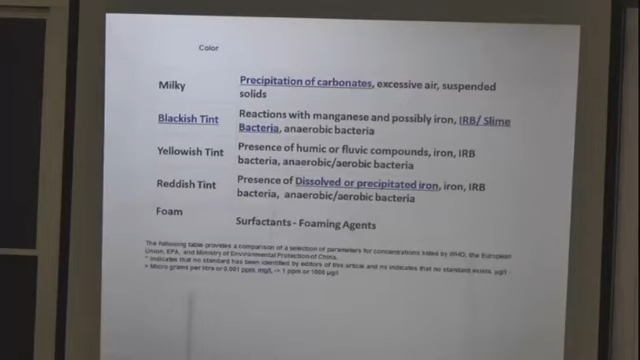 Color
Milky Precipitation of carbonates, excessive air, suspended
solids
Blackish Tint Reactions with manganese and possibly iron, IRB/ Slime
Bacteria, anaerobic bacteria
Yellowish Tint Presence of humic or fluvic compounds, iron, IRB
bacteria, anaerobic/aerobic bacteria
Reddish Tint Presence of Dissolved or precipitated iron, iron, IRB
bacteria, anaerobic/aerobic bacteria
Foam Surfactants - Foaming Agents
The following table provides a comparison of a selection of parameters for concentrations listed by WHO, the European
Union, EPA, and Ministry of Environmental Protection of China.
" indicates that no standard has been identified by editors of this article and ns indicates that no standard exists. µg/l -
> Micro grams per litre or 0.001 ppm, mg/L -> 1 ppm or 1000 µg/l